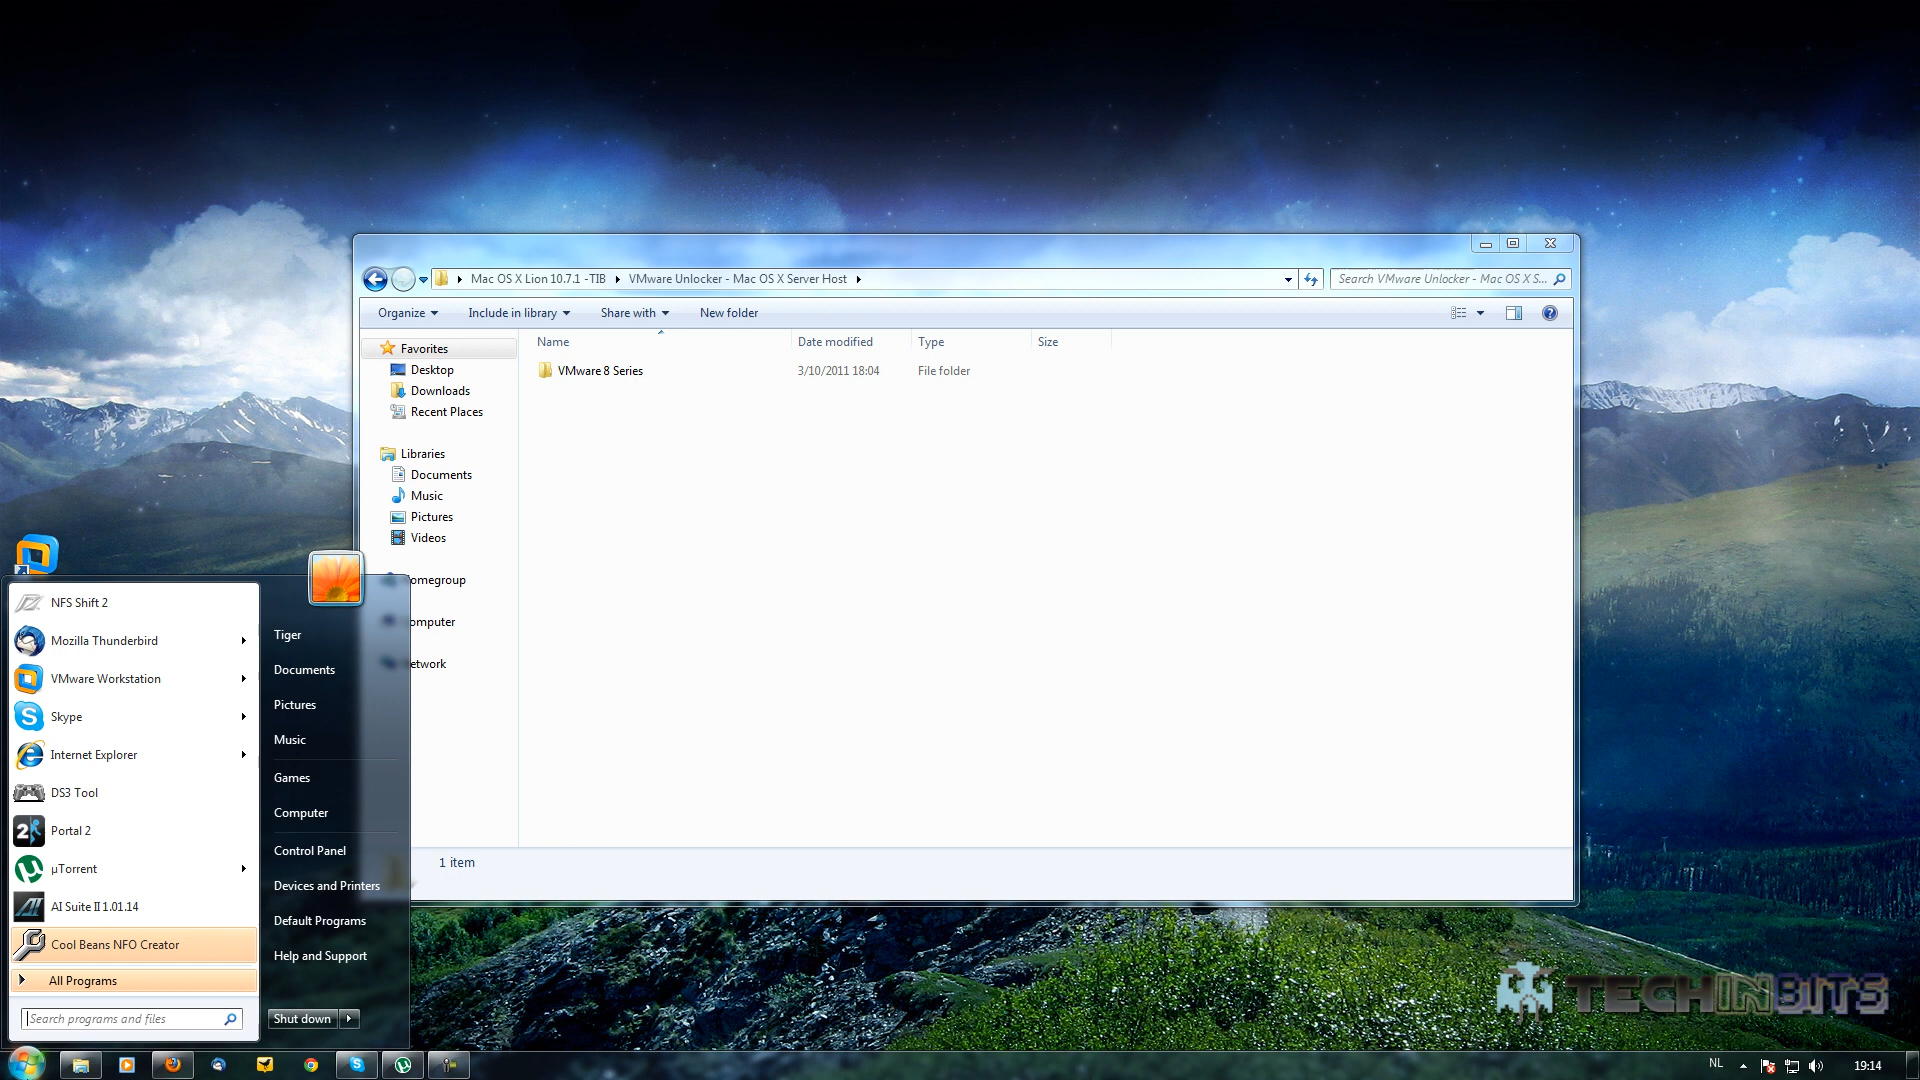 Mac OS X Lion 10.7.1 -TIB VMware Unlocker - Mac OS X Server Host
Search VMware Unlocker - Mac OS X S...
Organize Include in library Share with New folder
Name Date modified Type Size
VMware 8 Series 3/10/2011 18:04 File folder
Favorites
Desktop
Downloads
Recent Places
Libraries
Documents
Music
Pictures
Videos
omegroup
omputer
etwork
1 item
NFS Shift 2
Mozilla Thunderbird
VMware Workstation
Skype
Internet Explorer
DS3 Tool
Portal 2
µTorrent
AI Suite II 1.01.14
Cool Beans NFO Creator
All Programs
Search programs and files
Tiger
Documents
Pictures
Music
Games
Computer
Control Panel
Devices and Printers
Default Programs
Help and Support
Shut down
TECHINBITS
NL
19:14